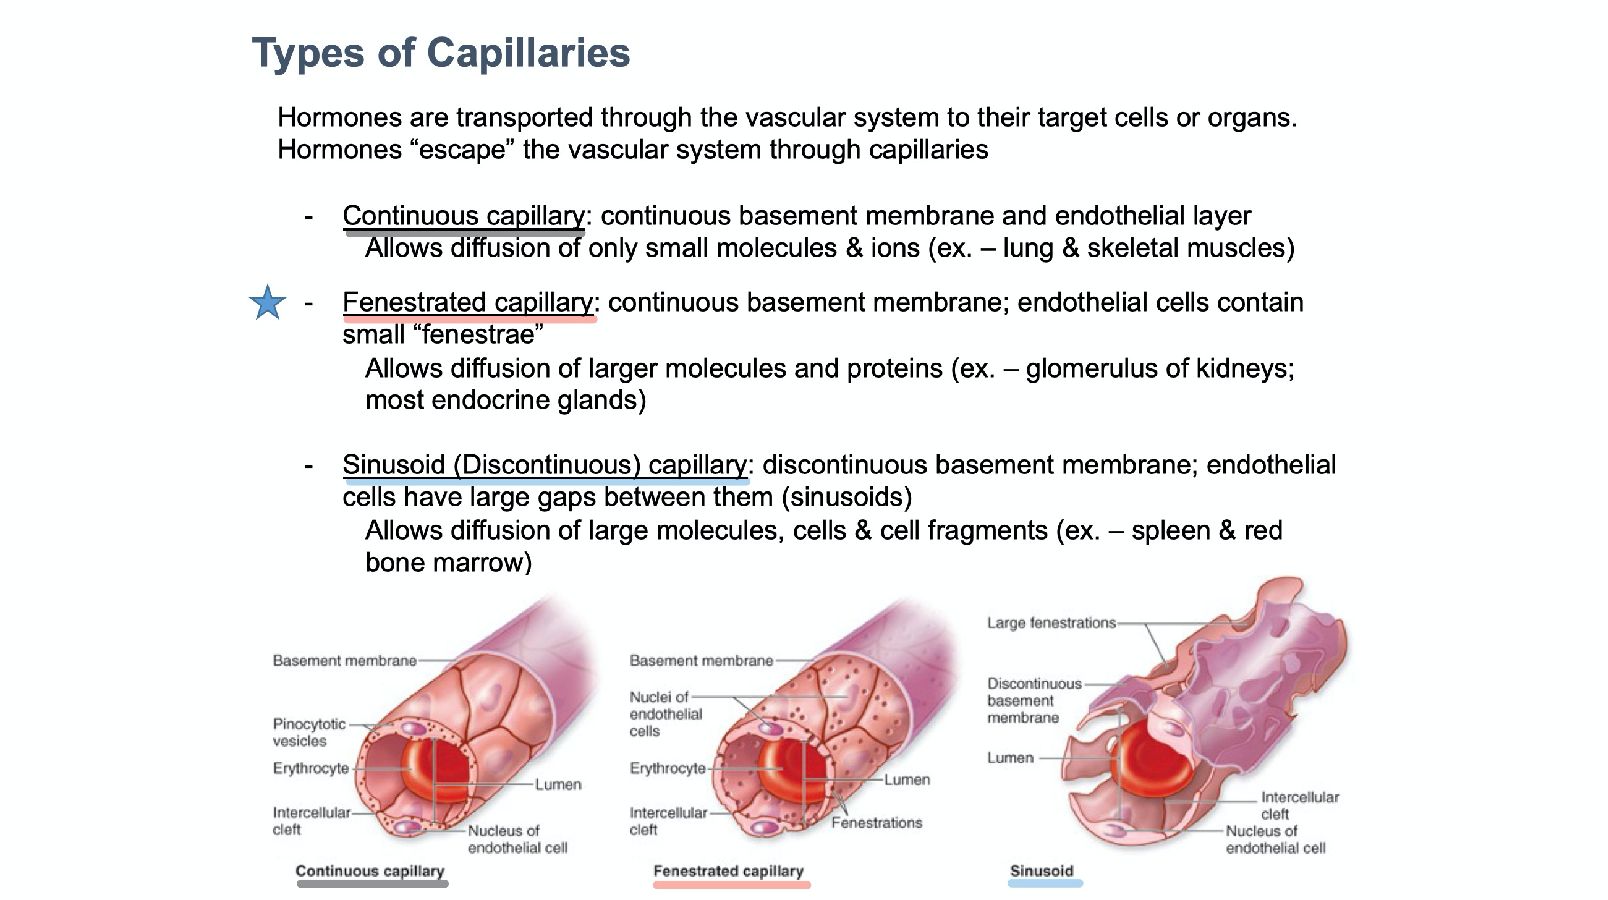 Types of Capillaries
Hormones are transported through the vascular system to their target cells or organs.
Hormones “escape” the vascular system through capillaries
- Continuous capillary: continuous basement membrane and endothelial layer
Allows diffusion of only small molecules & ions (ex. – lung & skeletal muscles)
- Fenestrated capillary: continuous basement membrane; endothelial cells contain
small “fenestrae”
Allows diffusion of larger molecules and proteins (ex. – glomerulus of kidneys;
most endocrine glands)
- Sinusoid (Discontinuous) capillary: discontinuous basement membrane; endothelial
cells have large gaps between them (sinusoids)
Allows diffusion of large molecules, cells & cell fragments (ex. – spleen & red
bone marrow)
Basement membrane
Pinocytotic
vesicles
Erythrocyte
Lumen
Intercellular
cleft
Nucleus of
endothelial cell
Continuous capillary
Basement membrane
Nuclei of
endothelial
cells
Erythrocyte
Lumen
Intercellular
cleft
Fenestrations
Fenestrated capillary
Large fenestrations
Discontinuous
basement
membrane
Lumen
Intercellular
cleft
Nucleus of
endothelial cell
Sinusoid